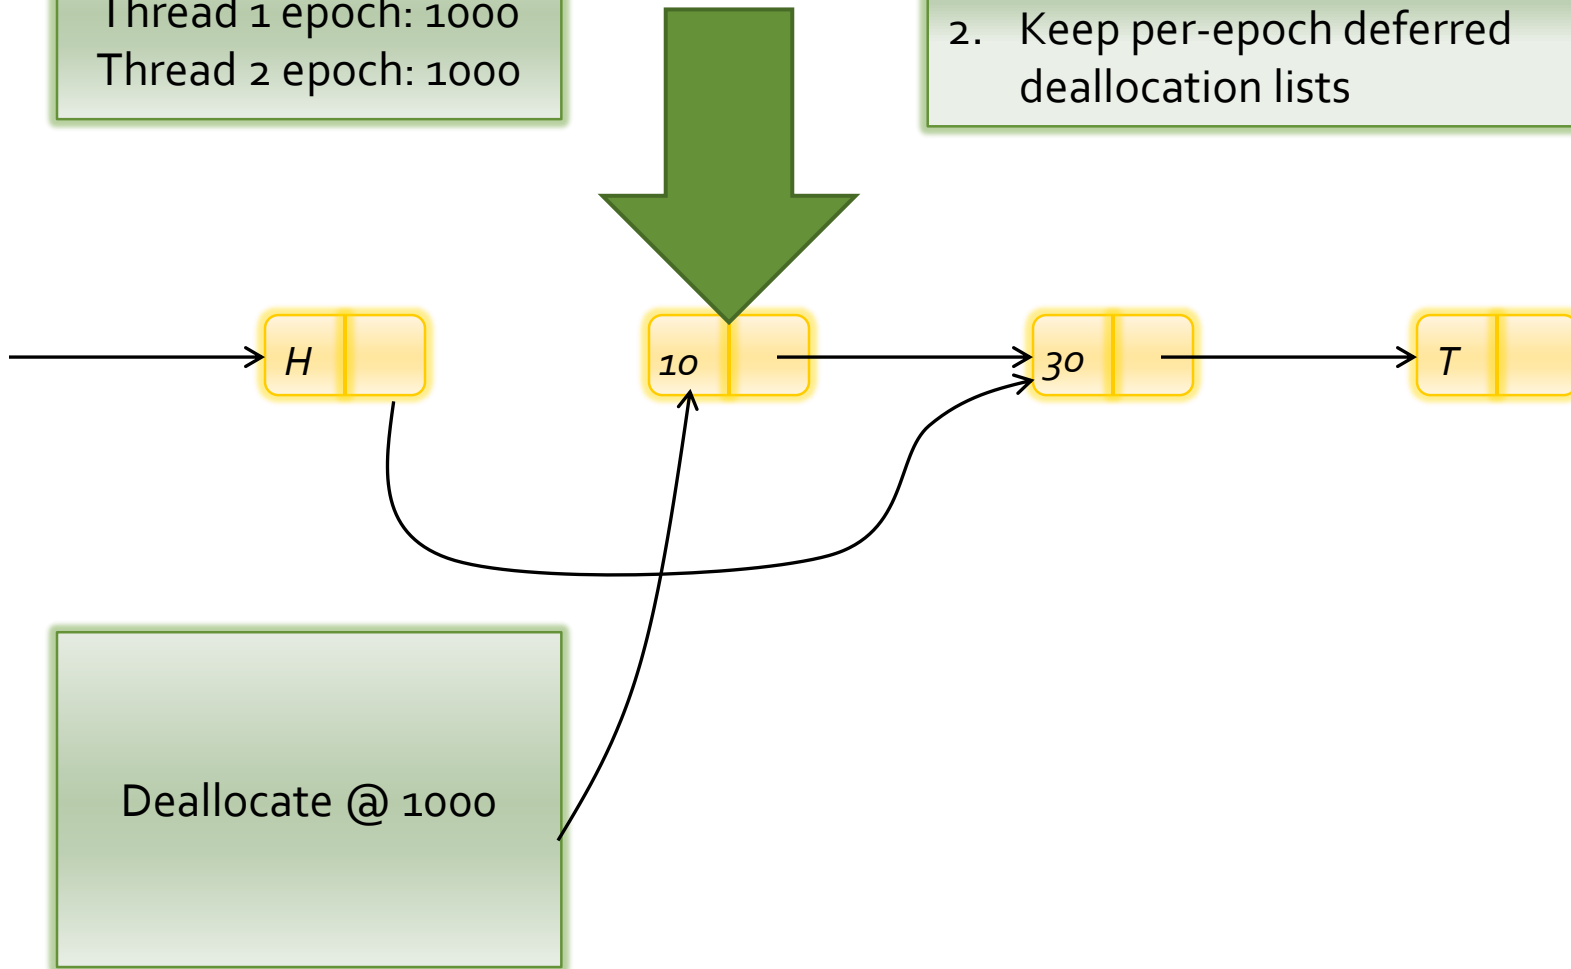 Thread 1 epoch: 1000
Thread 2 epoch: 1000
2. Keep per-epoch deferred
deallocation lists
H
10
30
T
Deallocate @ 1000